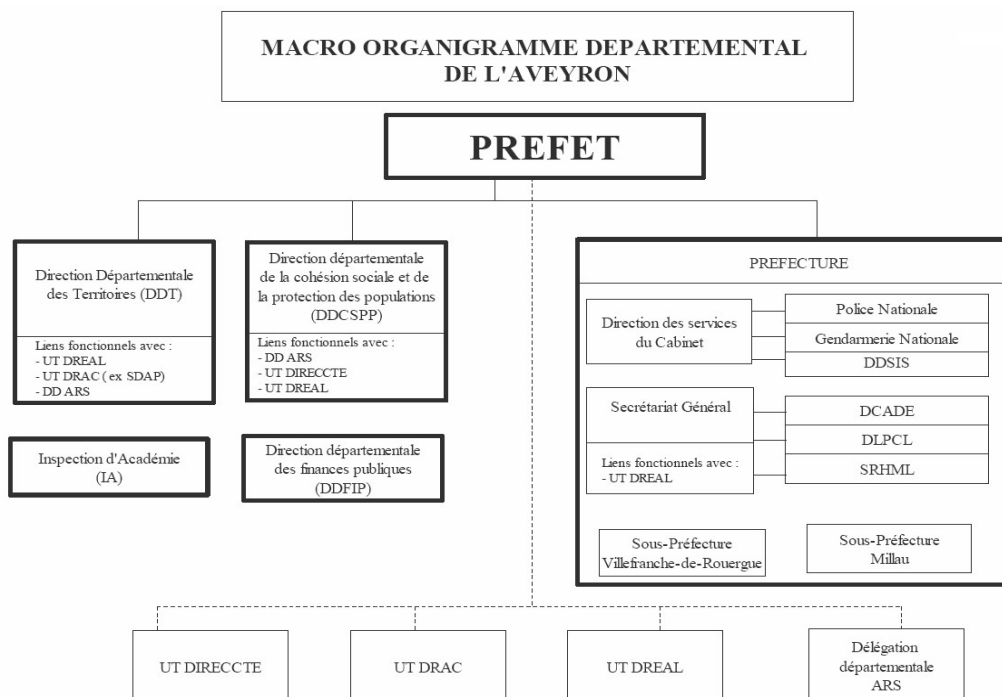 MACRO ORGANIGRAMME DEPARTEMENTAL
DE L'AVEYRON
PREFET
Direction Départementale
des Territoires (DDT)
Liens fonctionnels avec :
- UT DREAL
- UT DRAC ( ex SDAP)
- DD ARS
Direction départementale
de la cohésion sociale et de
la protection des populations
(DDCSPP)
Liens fonctionnels avec :
- DD ARS
- UT DIRECCTE
- UT DREAL
Inspection d'Académie
(IA)
Direction départementale
des finances publiques
(DDFIP)
PREFECTURE
Direction des services
du Cabinet
Police Nationale
Gendarmerie Nationale
DDSIS
Secrétariat Général
Liens fonctionnels avec :
- UT DREAL
DCADE
DLPCL
SRHML
Sous-Préfecture
Villefranche-de-Rouergue
Sous-Préfecture
Millau
UT DIRECCTE
UT DRAC
UT DREAL
Délégation
départementale
ARS